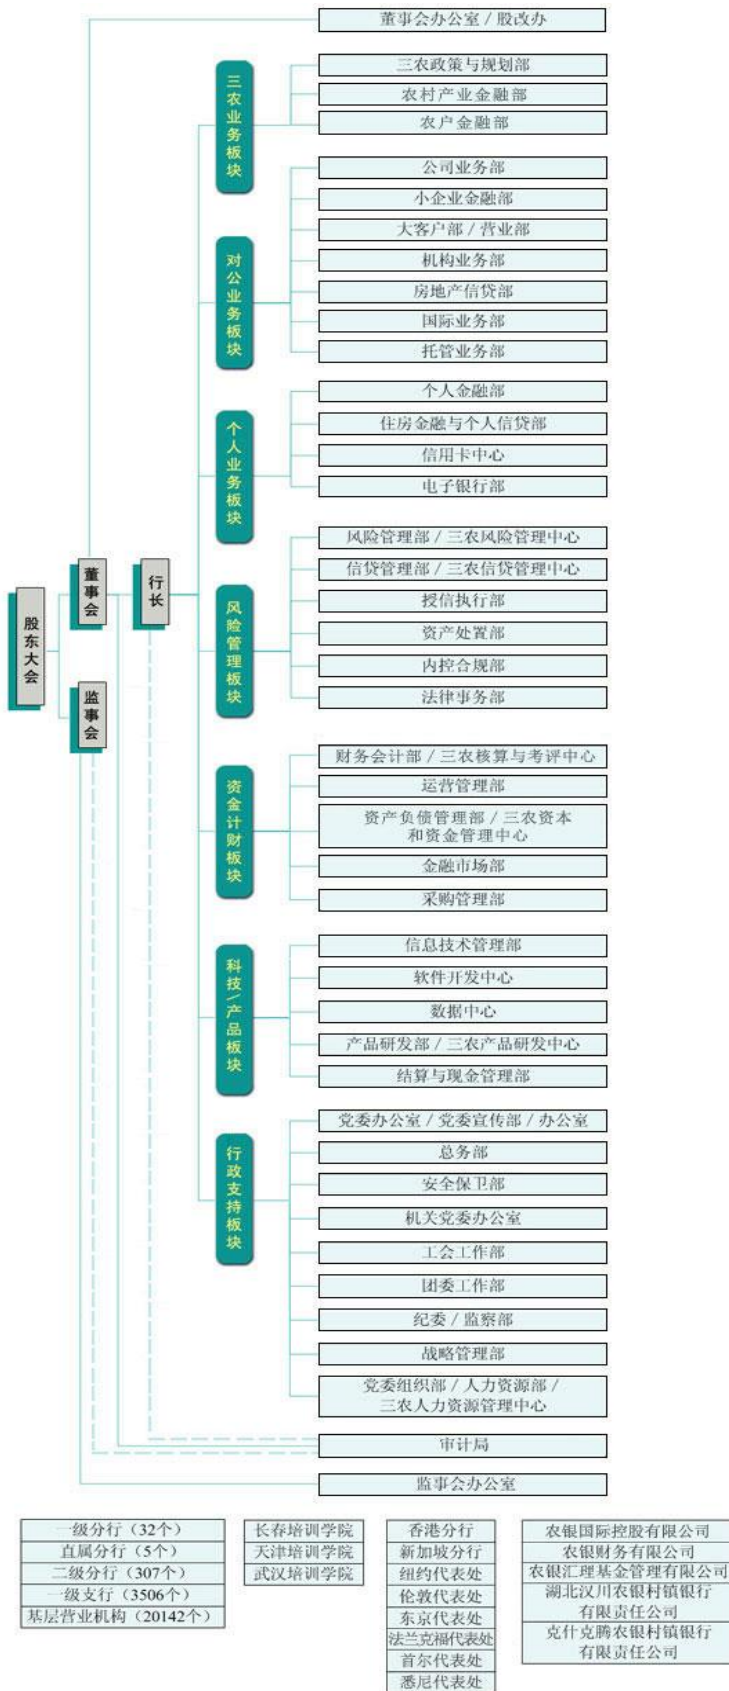 股东大会
董事会
监事会
行长
董事会办公室 / 股改办
三农业务板块
三农政策与规划部
农村产业金融部
农户金融部
对公业务板块
公司业务部
小企业金融部
大客户部 / 营业部
机构业务部
房地产信贷部
国际业务部
托管业务部
个人业务板块
个人金融部
住房金融与个人信贷部
信用卡中心
电子银行部
风险管理板块
风险管理部 / 三农风险管理中心
信贷管理部 / 三农信贷管理中心
授信执行部
资产处置部
内控合规部
法律事务部
资金计财板块
财务会计部 / 三农核算与考评中心
运营管理部
资产负债管理部 / 三农资本
和资金管理中心
金融市场部
采购管理部
科技/产品板块
信息技术管理部
软件开发中心
数据中心
产品研发部 / 三农产品研发中心
结算与现金管理部
行政支持板块
党委办公室 / 党委宣传部 / 办公室
总务部
安全保卫部
机关党委办公室
工会工作部
团委工作部
纪委 / 监察部
战略管理部
党委组织部 / 人力资源部 /
三农人力资源管理中心
审计局
监事会办公室
一级分行（32个）
直属分行（5个）
二级分行（307个）
一级支行（3506个）
基层营业机构（20142个）
长春培训学院
天津培训学院
武汉培训学院
香港分行
新加坡分行
纽约代表处
伦敦代表处
东京代表处
法兰克福代表处
首尔代表处
悉尼代表处
农银国际控股有限公司
农银财务有限公司
农银汇理基金管理有限公司
湖北汉川农银村镇银行
有限责任公司
克什克腾农银村镇银行
有限责任公司